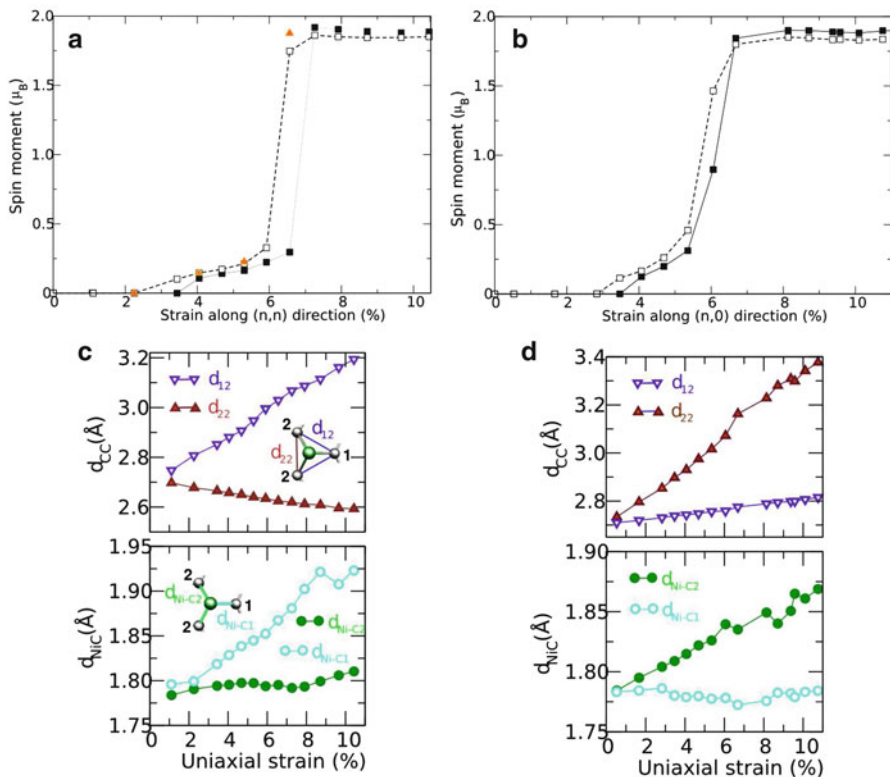 a
2.0
1.5
1.0
0.5
0
Spin moment (μB)
0 2 4 6 8 10
Strain along (n,n) direction (%)
b
2.0
1.5
1.0
0.5
0
Spin moment (μB)
0 2 4 6 8 10
Strain along (n,0) direction (%)
c
3.2
3.0
2.8
2.6
dCC(Å)
d12
d22
2
d12
d22
1
2
1.95
1.90
1.85
1.80
1.75
dNiC(Å)
2
dNi-C2
1
dNi-C1
2
dNi-C2
dNi-C1
0 2 4 6 8 10
Uniaxial strain (%)
d
3.4
3.2
3.0
2.8
dCC(Å)
d12
d22
1.90
1.85
1.80
1.75
dNiC(Å)
dNi-C2
dNi-C1
0 2 4 6 8 10
Uniaxial strain (%)